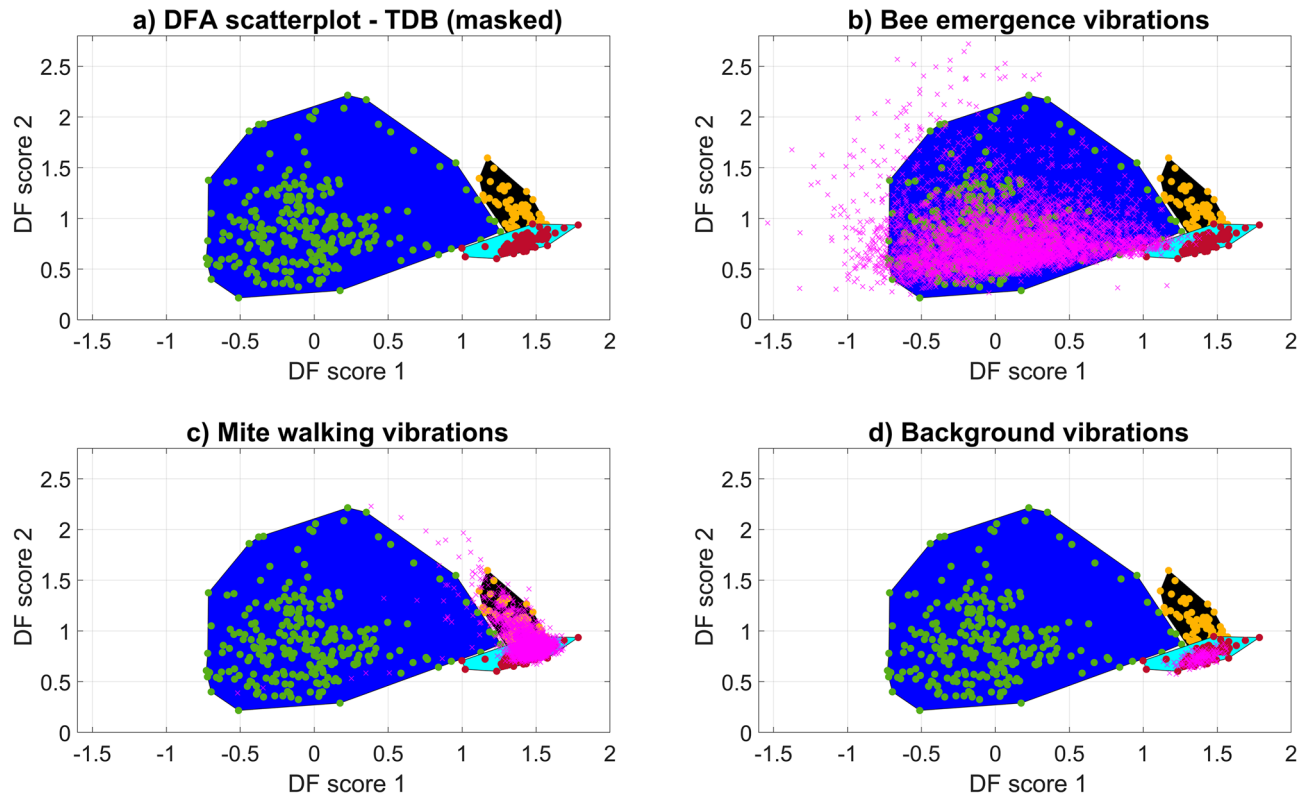 a) DFA scatterplot - TDB (masked)
DF score 2
2.5
2
1.5
1
0.5
0
-1.5 -1 -0.5 0 0.5 1 1.5 2
DF score 1
b) Bee emergence vibrations
DF score 2
2.5
2
1.5
1
0.5
0
-1.5 -1 -0.5 0 0.5 1 1.5 2
DF score 1
c) Mite walking vibrations
DF score 2
2.5
2
1.5
1
0.5
0
-1.5 -1 -0.5 0 0.5 1 1.5 2
DF score 1
d) Background vibrations
DF score 2
2.5
2
1.5
1
0.5
0
-1.5 -1 -0.5 0 0.5 1 1.5 2
DF score 1